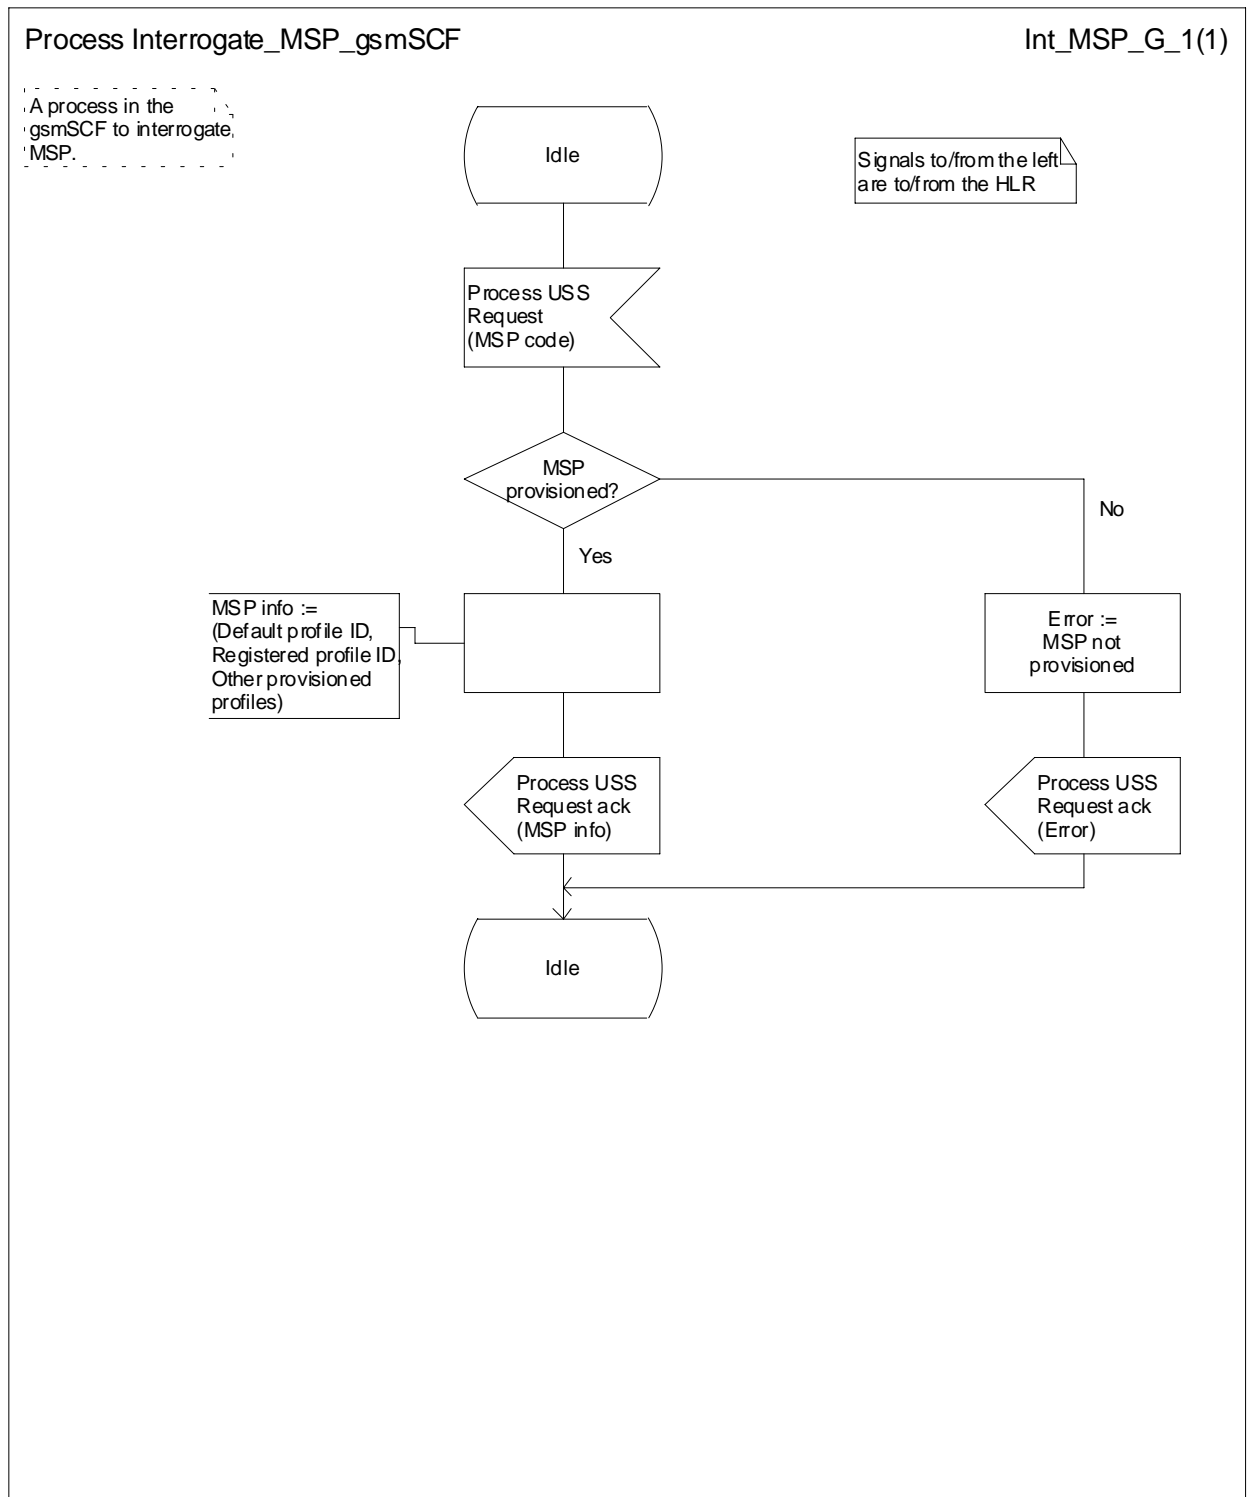 Process Interrogate_MSP_gsmSCF
Int_MSP_G_1(1)
A process in the
gsmSCF to interrogate
MSP.
Idle
Signals to/from the left
are to/from the HLR
Process USS
Request
(MSP code)
MSP
provisioned?
No
Yes
MSP info :=
(Default profile ID,
Registered profile ID,
Other provisioned
profiles)
Error :=
MSP not
provisioned
Process USS
Request ack
(MSP info)
Process USS
Request ack
(Error)
Idle